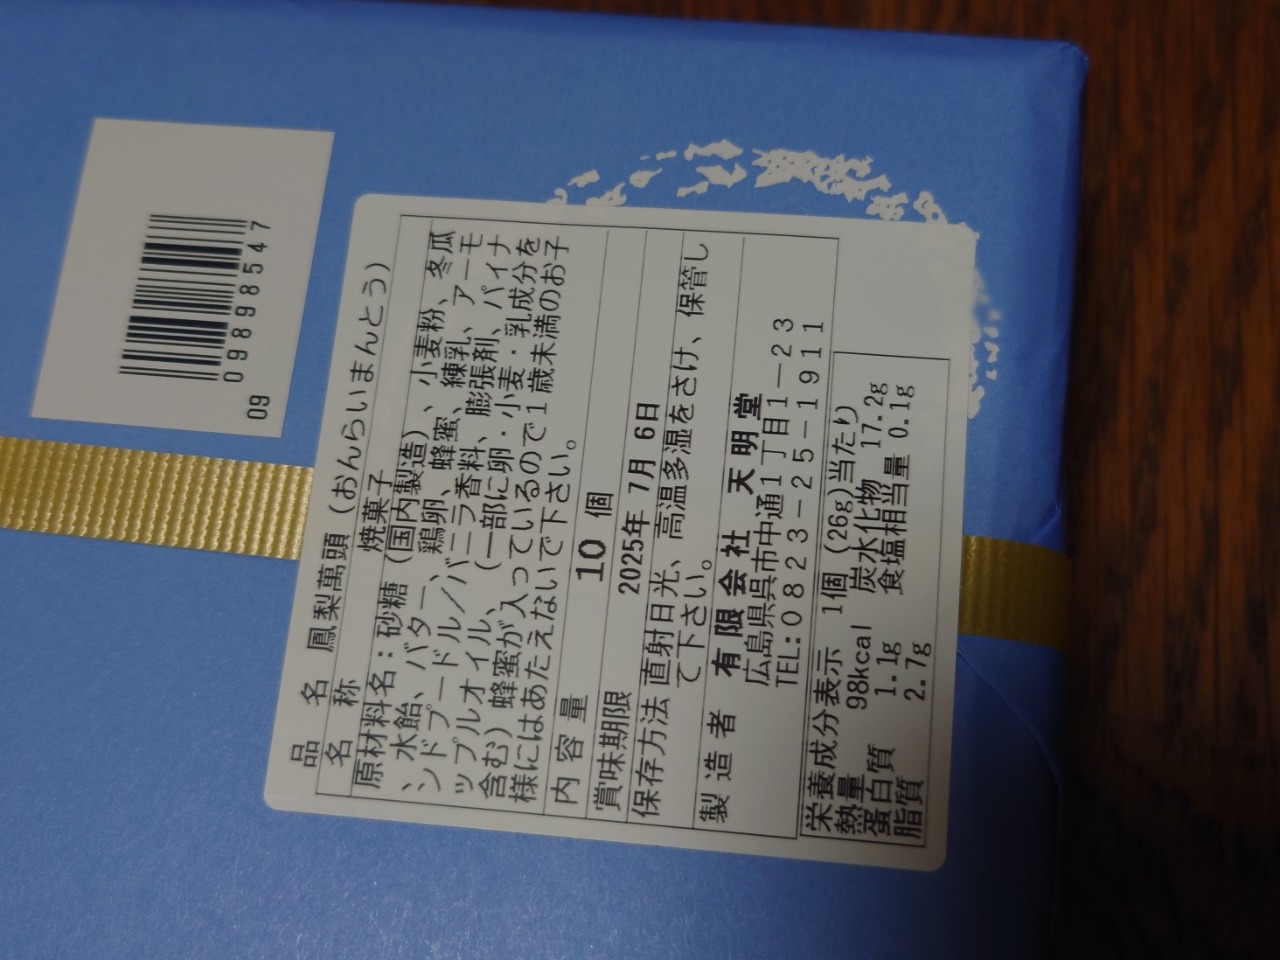 品名 鳳梨萬頭 (おんらいまんとう)
名称 焼菓子
原材料名：砂糖（国内製造）、小麦粉、冬瓜
、水飴、バター、鶏卵、蜂蜜、練乳、アーモ
ンドプードル/バニラ香料、膨張剤、パイナ
ップルオイル、（一部に卵・小麦・乳成分を
含む）蜂蜜が入っているので1歳未満のお子
様にはあたえないで下さい。
内容量 10 個
賞味期限 2025年 7月 6日
保存方法 直射日光、高温多湿をさけ、保管し
て下さい。
製造者 有限会社 天明堂
広島県呉市中通1丁目1－23
TEL:0823－25－1911
栄養成分表示 1個 (26g)当たり
熱量 98kcal 炭水化物 17.2g
蛋白質 1.1g 食塩相当量 0.1g
脂質 2.7g
09898547
09